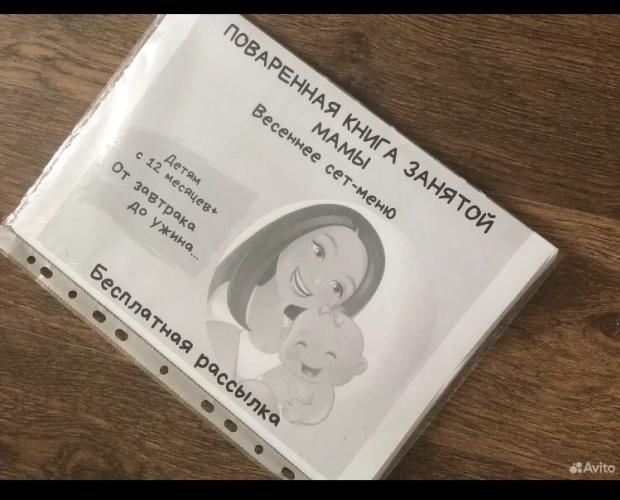 ПОВАРЕННАЯ КНИГА ЗАНЯТОЙ
МАМЫ
Весеннее сет-меню
Детям
с 12 месяцев+
От завтрака
до ужина...
Бесплатная рассылка
Avito